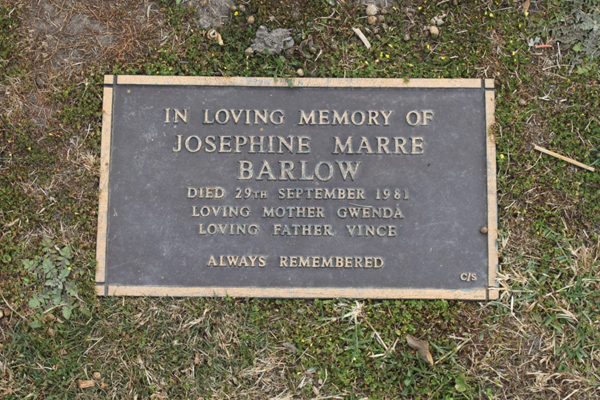 IN LOVING MEMORY OF
JOSEPHINE MARRE
BARLOW
DIED 29TH SEPTEMBER 1981
LOVING MOTHER GWENDA
LOVING FATHER VINCE
ALWAYS REMEMBERED
C/S